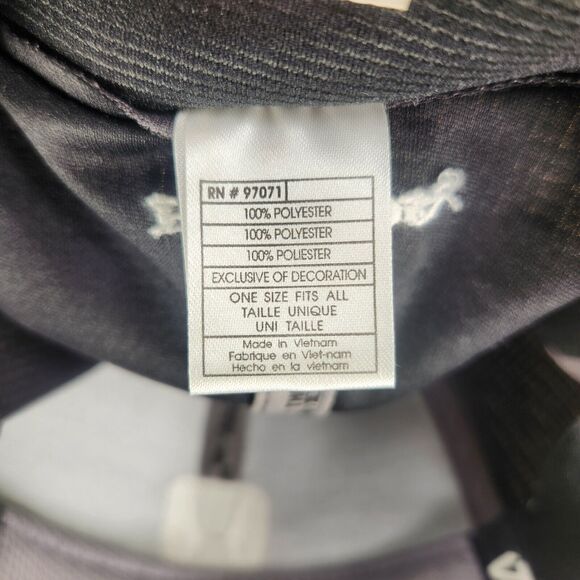 RN # 97071
100% POLYESTER
100% POLYESTER
100% POLIESTER
EXCLUSIVE OF DECORATION
ONE SIZE FITS ALL
TAILLE UNIQUE
UNI TAILLE
Made in Vietnam
Fabrique en Viet-nam
Hecho en la vietnam